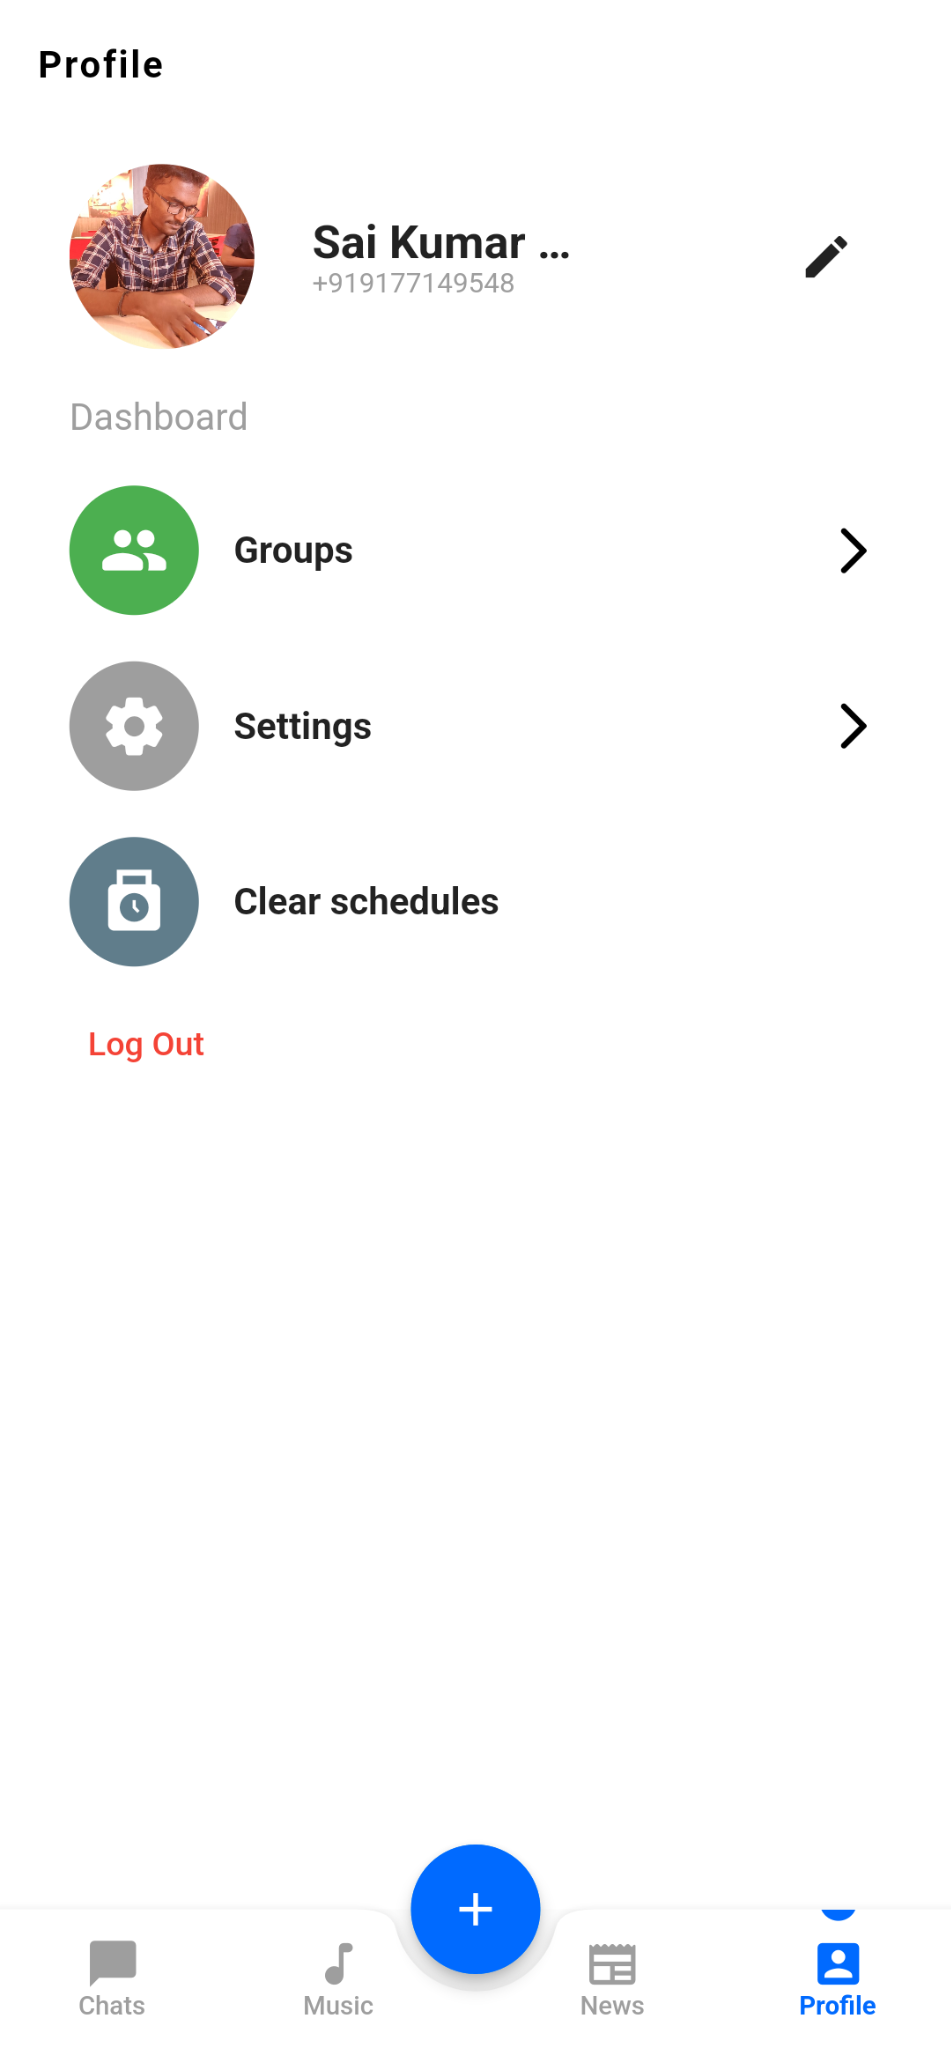 Profile
Sai Kumar ...
+919177149548
Dashboard
Groups
Settings
Clear schedules
Log Out
Chats
Music
News
Profile